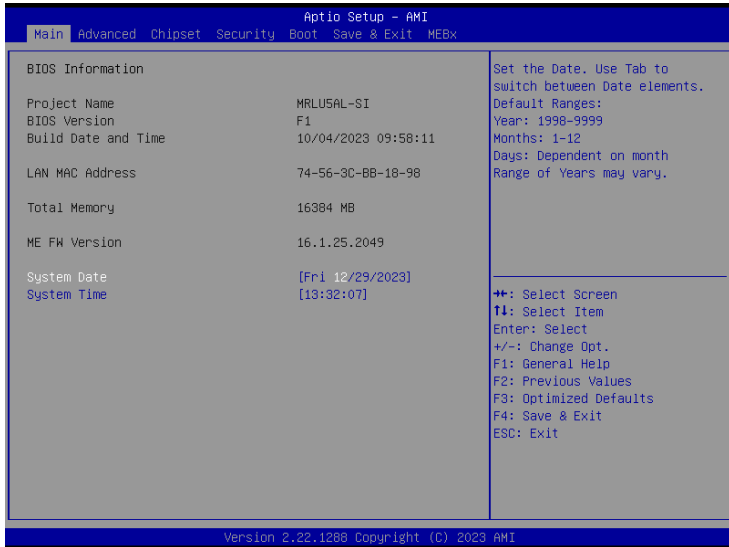 Aptio Setup – AMI
Main Advanced Chipset Security Boot Save & Exit MEBx
BIOS Information
Project Name MRLU5AL-SI
BIOS Version F1
Build Date and Time 10/04/2023 09:58:11
LAN MAC Address 74-56-3C-BB-18-98
Total Memory 16384 MB
ME FW Version 16.1.25.2049
System Date [Fri 12/29/2023]
System Time [13:32:07]
Set the Date. Use Tab to
switch between Date elements.
Default Ranges:
Year: 1998-9999
Months: 1-12
Days: Dependent on month
Range of Years may vary.
→←: Select Screen
↑↓: Select Item
Enter: Select
+/-: Change Opt.
F1: General Help
F2: Previous Values
F3: Optimized Defaults
F4: Save & Exit
ESC: Exit
Version 2.22.1288 Copyright (C) 2023 AMI